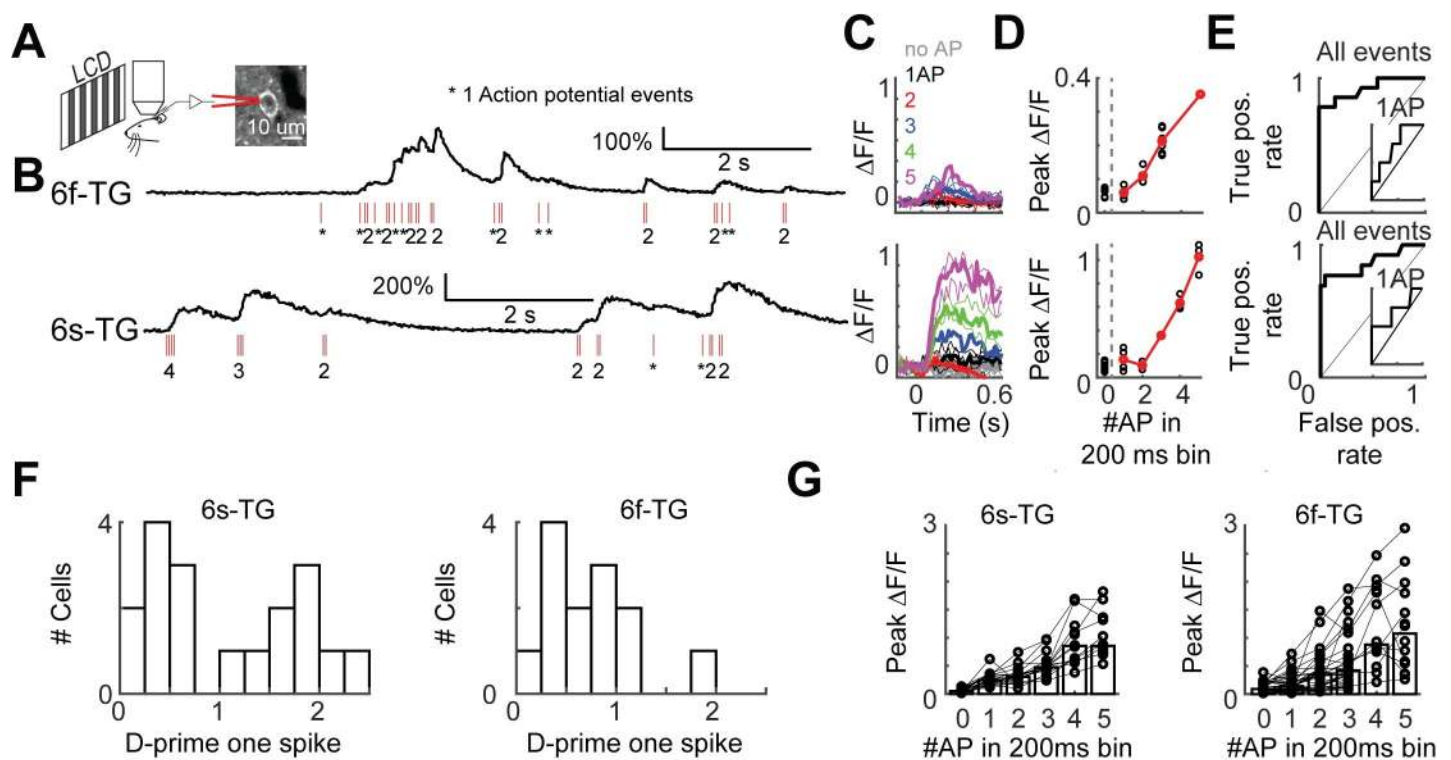 A
LCD
10 um
* 1 Action potential events
100%
2 s
B
6f-TG
* *2*2**222 *2 ** 2 2** 2
200%
2 s
6s-TG
4 3 2 2 2 * *22
C
no AP
1AP
2
3
4
5
1
ΔF/F
0
1
ΔF/F
0
0 0.6
Time (s)
D
0.4
Peak ΔF/F
0
1
Peak ΔF/F
0
0 2 4
#AP in
200 ms bin
E
All events
1
1AP
True pos.
rate
0
All events
1
1AP
True pos.
rate
0
0 1
False pos.
rate
F
6s-TG
4
# Cells
0
0 1 2
D-prime one spike
6f-TG
4
# Cells
0
0 1 2
D-prime one spike
G
6s-TG
3
Peak ΔF/F
0
0 1 2 3 4 5
#AP in 200ms bin
6f-TG
3
Peak ΔF/F
0
0 1 2 3 4 5
#AP in 200ms bin